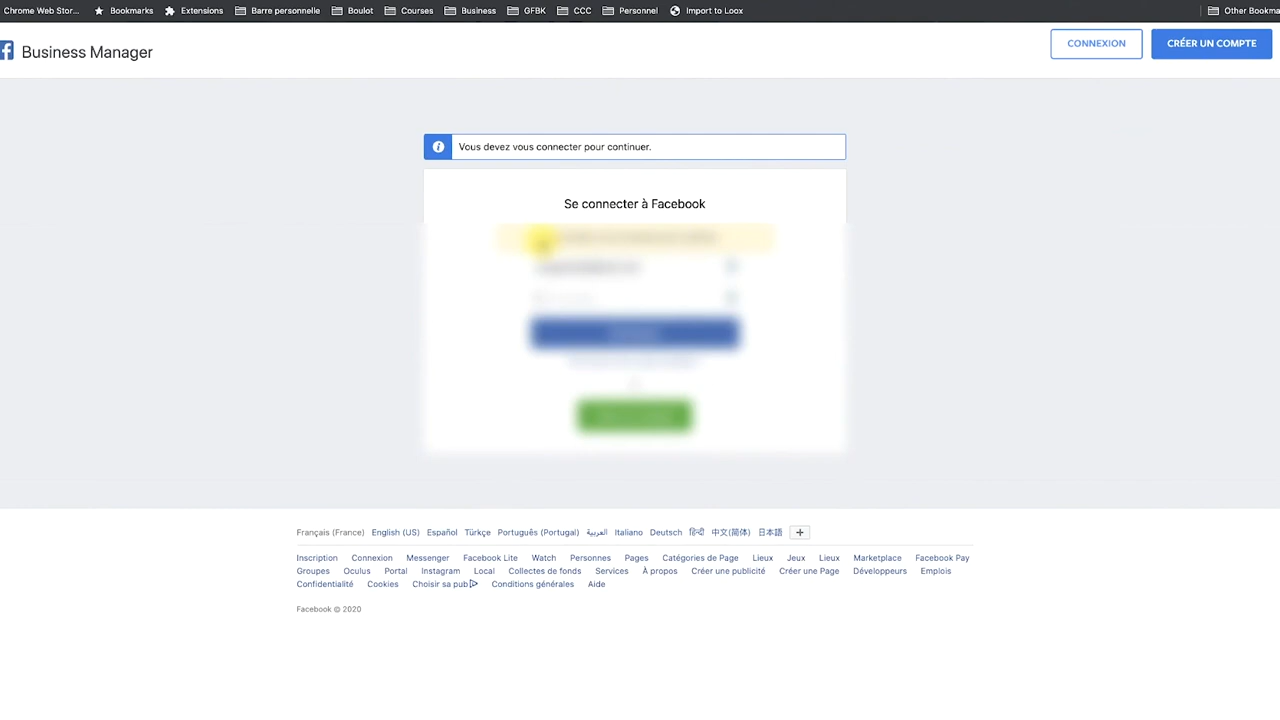 Chrome Web Stor... Bookmarks Extensions Barre personnelle Boulot Courses Business GFBK CCC Personnel Import to Loox Other Bookma
f Business Manager CONNEXION CRÉER UN COMPTE
Vous devez vous connecter pour continuer.
Se connecter à Facebook
Français (France) English (US) Español Türkçe Português (Portugal) العربية Italiano Deutsch हिन्दी 中文(简体) 日本語 +
Inscription Connexion Messenger Facebook Lite Watch Personnes Pages Catégories de Page Lieux Jeux Lieux Marketplace Facebook Pay
Groupes Oculus Portal Instagram Local Collectes de fonds Services À propos Créer une publicité Créer une Page Développeurs Emplois
Confidentialité Cookies Choisir sa pub Conditions générales Aide
Facebook © 2020